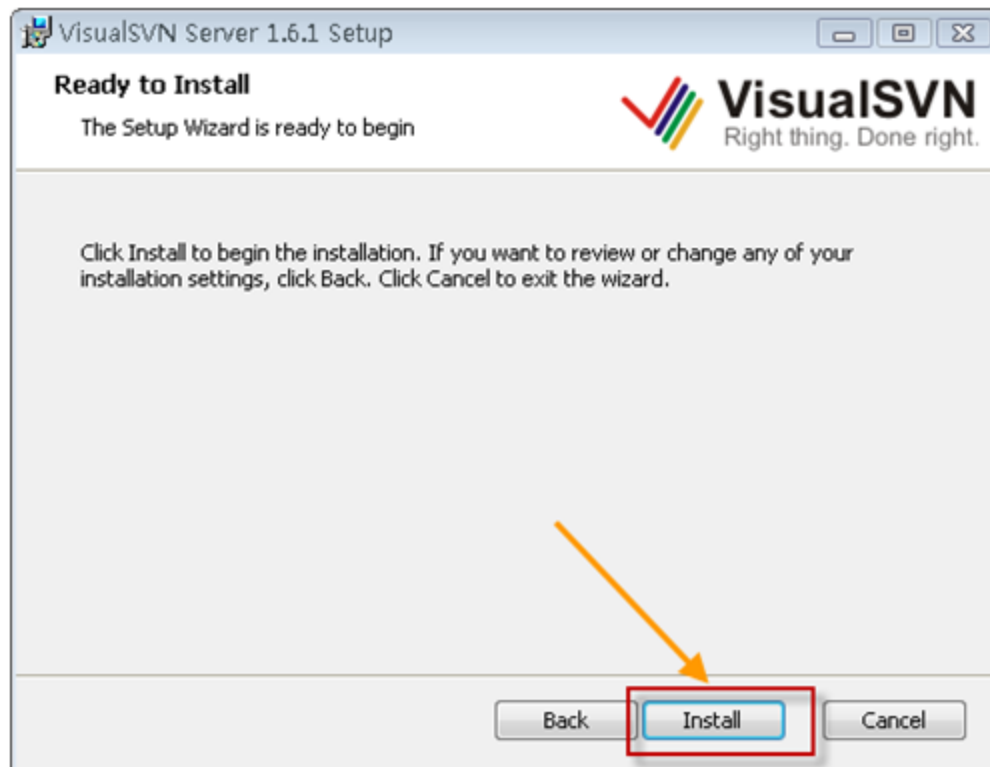 VisualSVN Server 1.6.1 Setup
Ready to Install
The Setup Wizard is ready to begin
VisualSVN
Right thing. Done right.
Click Install to begin the installation. If you want to review or change any of your
installation settings, click Back. Click Cancel to exit the wizard.
Back Install Cancel